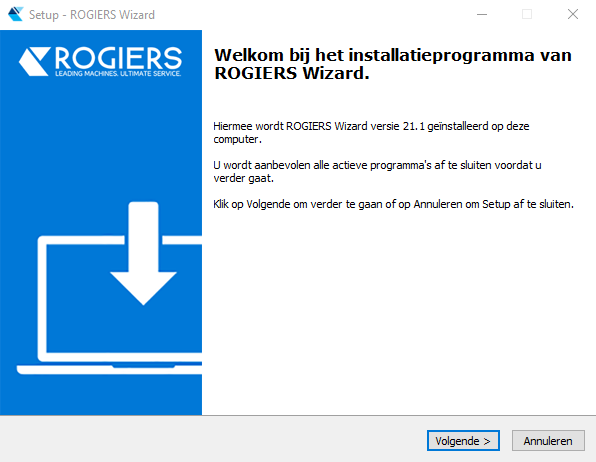 Setup - ROGIERS Wizard
ROGIERS
LEADING MACHINES. ULTIMATE SERVICE.
Welkom bij het installatieprogramma van
ROGIERS Wizard.
Hiermee wordt ROGIERS Wizard versie 21.1 geïnstalleerd op deze
computer.
U wordt aanbevolen alle actieve programma's af te sluiten voordat u
verder gaat.
Klik op Volgende om verder te gaan of op Annuleren om Setup af te sluiten.
Volgende >
Annuleren